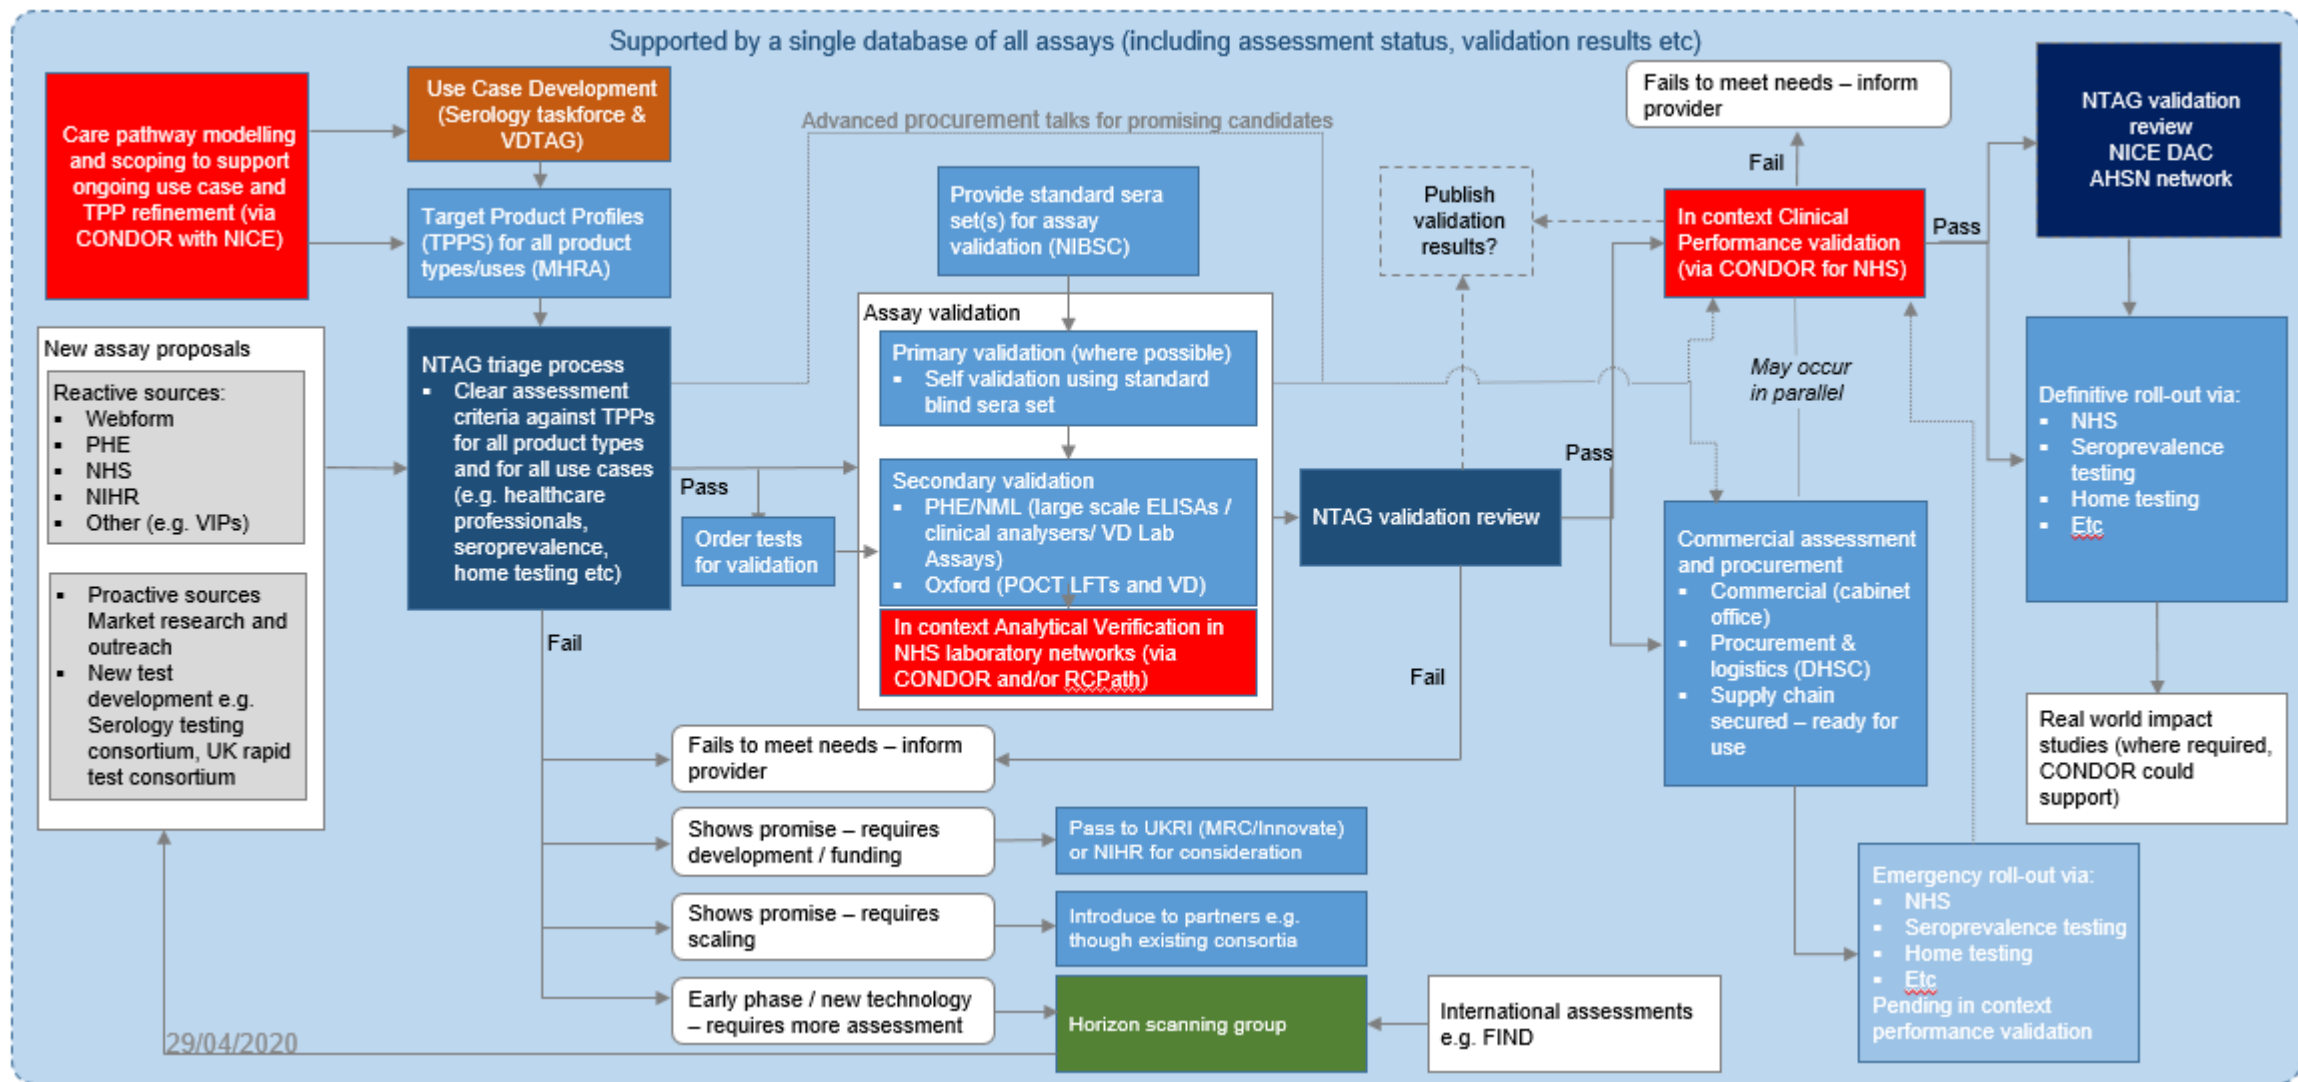 Supported by a single database of all assays (including assessment status, validation results etc)
Care pathway modelling
and scoping to support
ongoing use case and
TPP refinement (via
CONDOR with NICE)
Use Case Development
(Serology taskforce &
VDTAG)
Target Product Profiles
(TPPS) for all product
types/uses (MHRA)
New assay proposals
Reactive sources:
▪ Webform
▪ PHE
▪ NHS
▪ NIHR
▪ Other (e.g. VIPs)
▪ Proactive sources
Market research and
outreach
▪ New test
development e.g.
Serology testing
consortium, UK rapid
test consortium
NTAG triage process
▪ Clear assessment
criteria against TPPs
for all product types
and for all use cases
(e.g. healthcare
professionals,
seroprevalence,
home testing etc)
Pass
Fail
Order tests
for validation
Advanced procurement talks for promising candidates
Provide standard sera
set(s) for assay
validation (NIBSC)
Assay validation
Primary validation (where possible)
▪ Self validation using standard
blind sera set
Secondary validation
▪ PHE/NML (large scale ELISAs /
clinical analysers/ VD Lab
Assays)
▪ Oxford (POCT LFTs and VD)
In context Analytical Verification in
NHS laboratory networks (via
CONDOR and/or RCPath)
Fails to meet needs – inform
provider
Shows promise – requires
development / funding
Shows promise – requires
scaling
Early phase / new technology
– requires more assessment
Pass to UKRI (MRC/Innovate)
or NIHR for consideration
Introduce to partners e.g.
though existing consortia
Horizon scanning group
International assessments
e.g. FIND
Publish
validation
results?
NTAG validation review
Pass
Fail
Fails to meet needs – inform
provider
Fail
In context Clinical
Performance validation
(via CONDOR for NHS)
Pass
May occur
in parallel
Commercial assessment
and procurement
▪ Commercial (cabinet
office)
▪ Procurement &
logistics (DHSC)
▪ Supply chain
secured – ready for
use
NTAG validation
review
NICE DAC
AHSN network
Definitive roll-out via:
▪ NHS
▪ Seroprevalence
testing
▪ Home testing
▪ Etc
Real world impact
studies (where required,
CONDOR could
support)
Emergency roll-out via:
▪ NHS
▪ Seroprevalence testing
▪ Home testing
▪ Etc
Pending in context
performance validation
29/04/2020